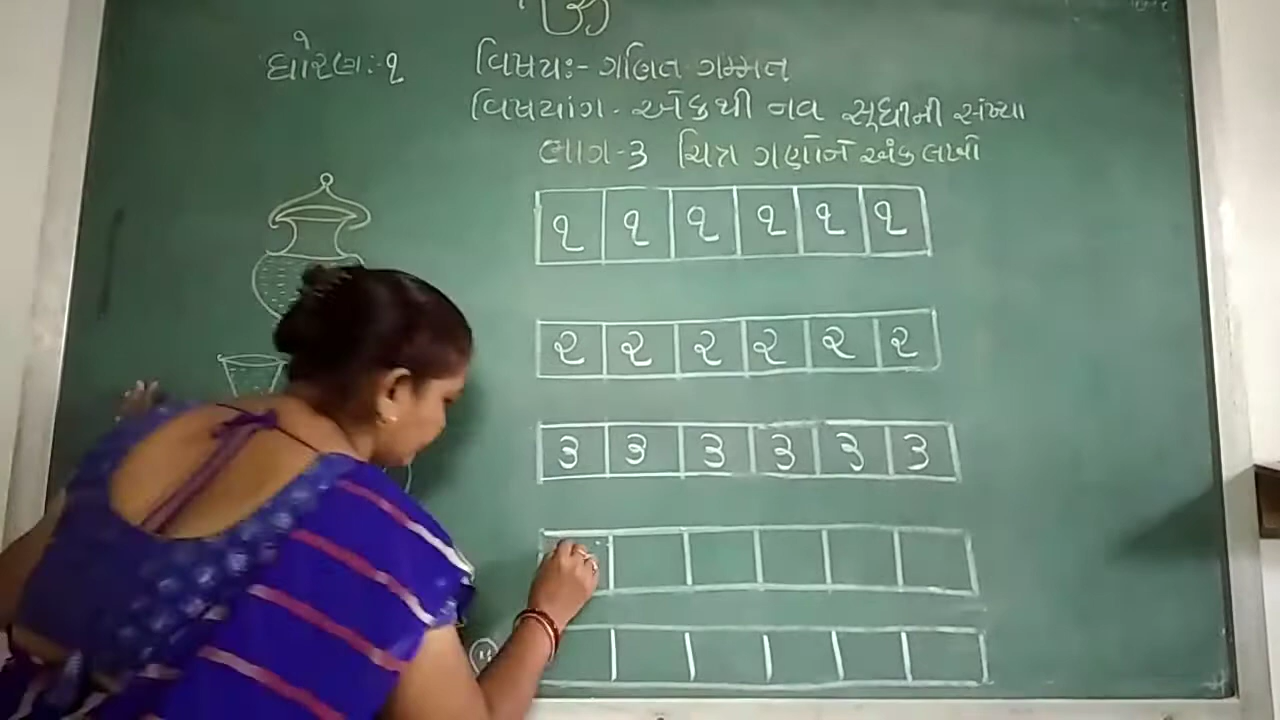 ૐ
ધોરણઃ-૧
વિષયઃ- ગણિત ગમ્મત
વિષયાંગ - એકથી નવ સૂધીની સંખ્યા
ભાગ-૩ ચિત્ર ગણોને અંક લખો
૧ ૧ ૧ ૧ ૧ ૧
૨ ૨ ૨ ૨ ૨ ૨
૩ ૩ ૩ ૩ ૩ ૩